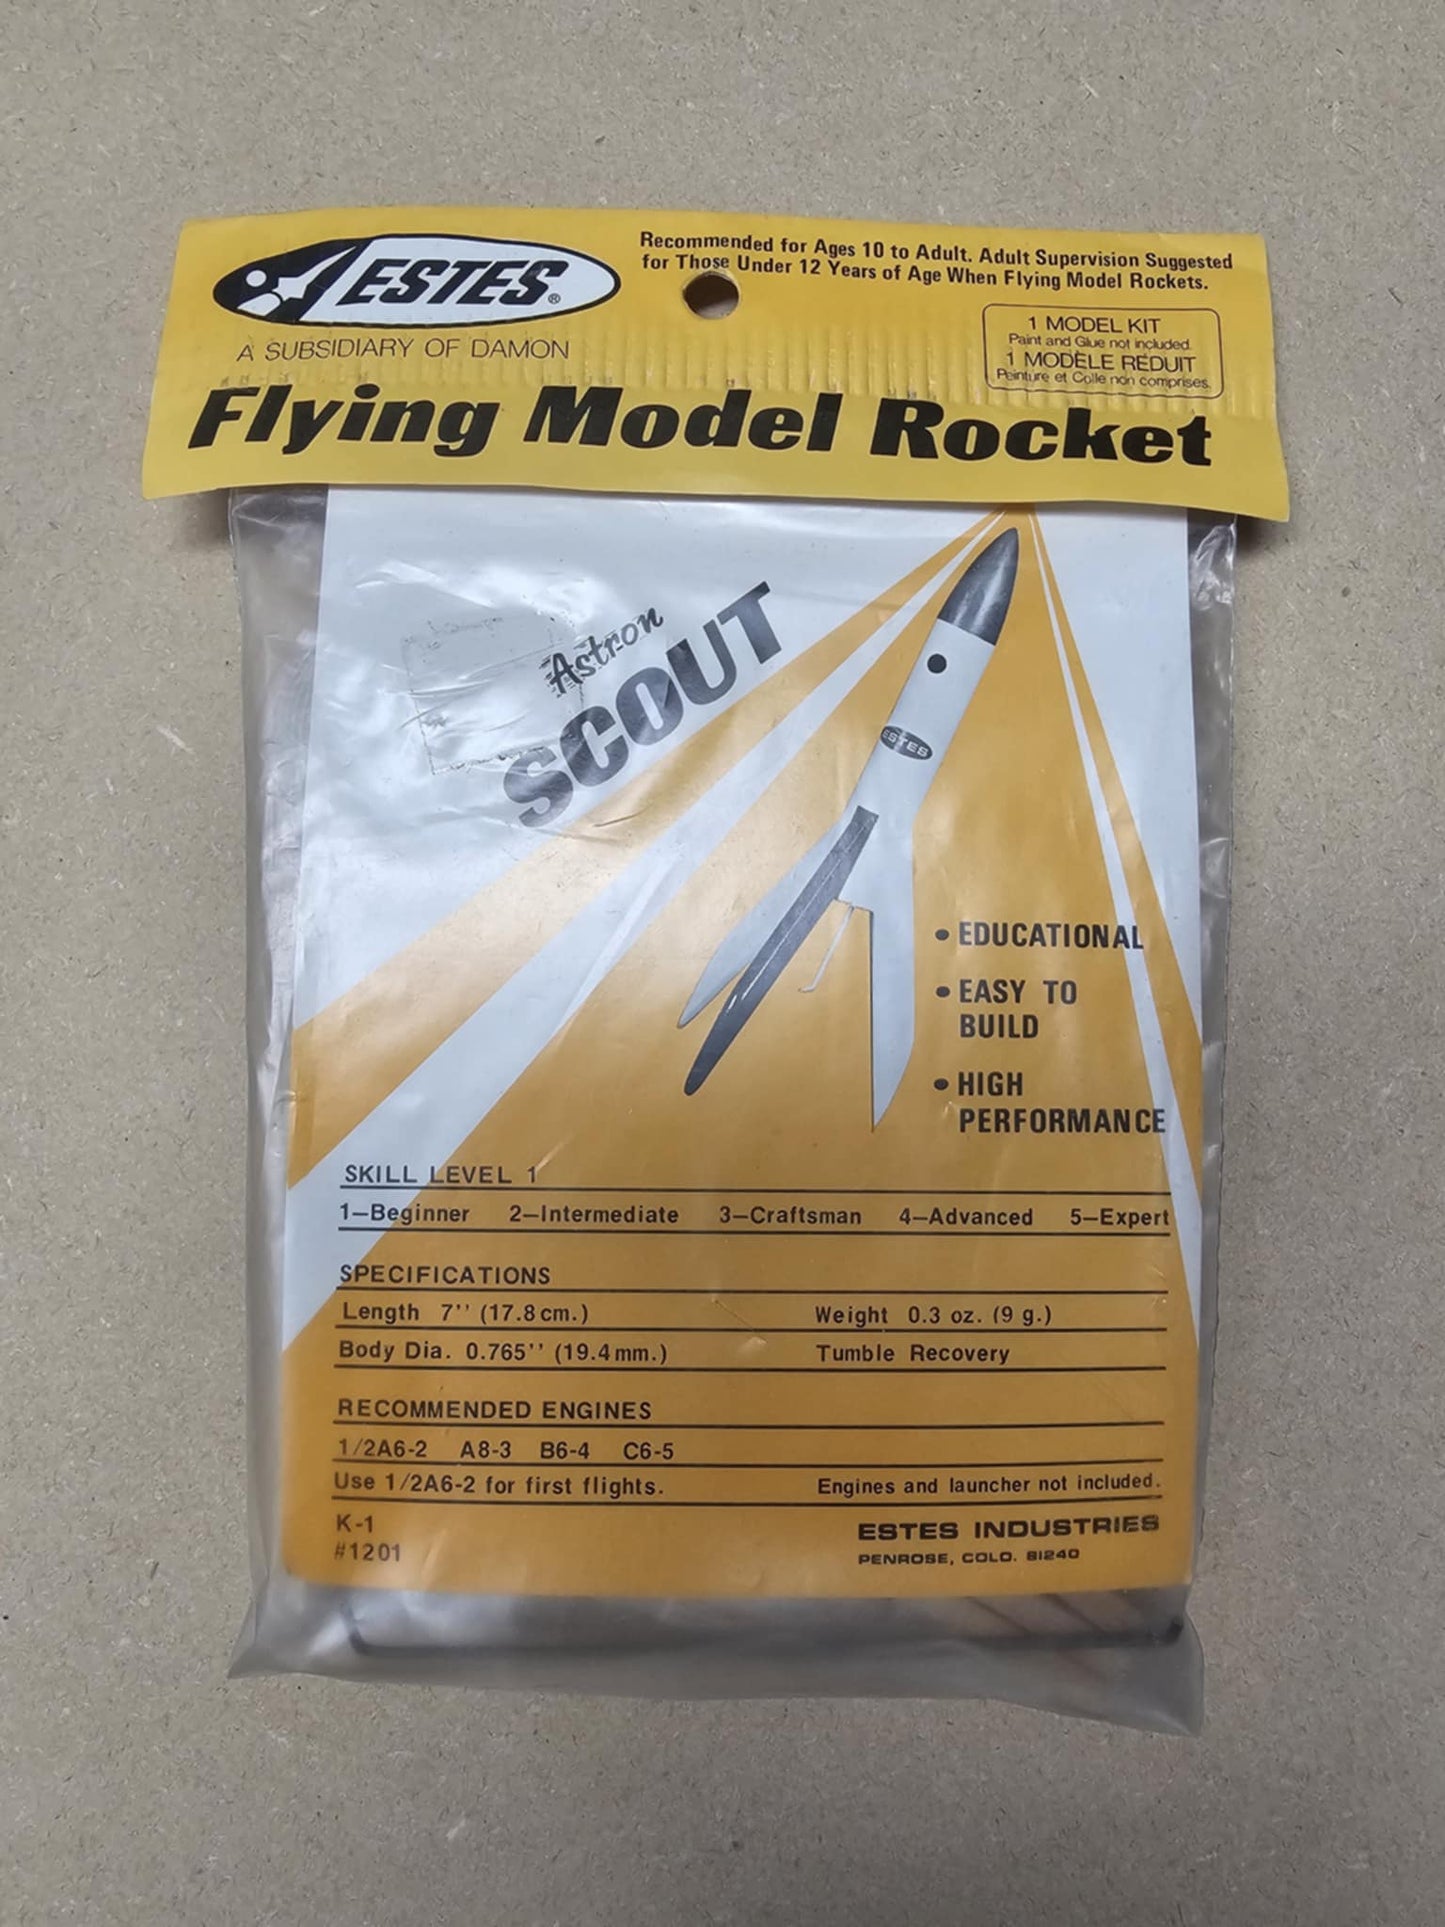 ESTES®
A SUBSIDIARY OF DAMON
Recommended for Ages 10 to Adult. Adult Supervision Suggested
for Those Under 12 Years of Age When Flying Model Rockets.
1 MODEL KIT
Paint and Glue not included.
1 MODÈLE RÉDUIT
Peinture et Colle non comprises.
Flying Model Rocket
Astron
SCOUT
ESTES
• EDUCATIONAL
• EASY TO
BUILD
• HIGH
PERFORMANCE
SKILL LEVEL 1
1—Beginner 2—Intermediate 3—Craftsman 4—Advanced 5—Expert
SPECIFICATIONS
Length 7'' (17.8 cm.) Weight 0.3 oz. (9 g.)
Body Dia. 0.765'' (19.4 mm.) Tumble Recovery
RECOMMENDED ENGINES
1/2A6-2 A8-3 B6-4 C6-5
Use 1/2A6-2 for first flights. Engines and launcher not included.
K-1
#1201
ESTES INDUSTRIES
PENROSE, COLO. 81240